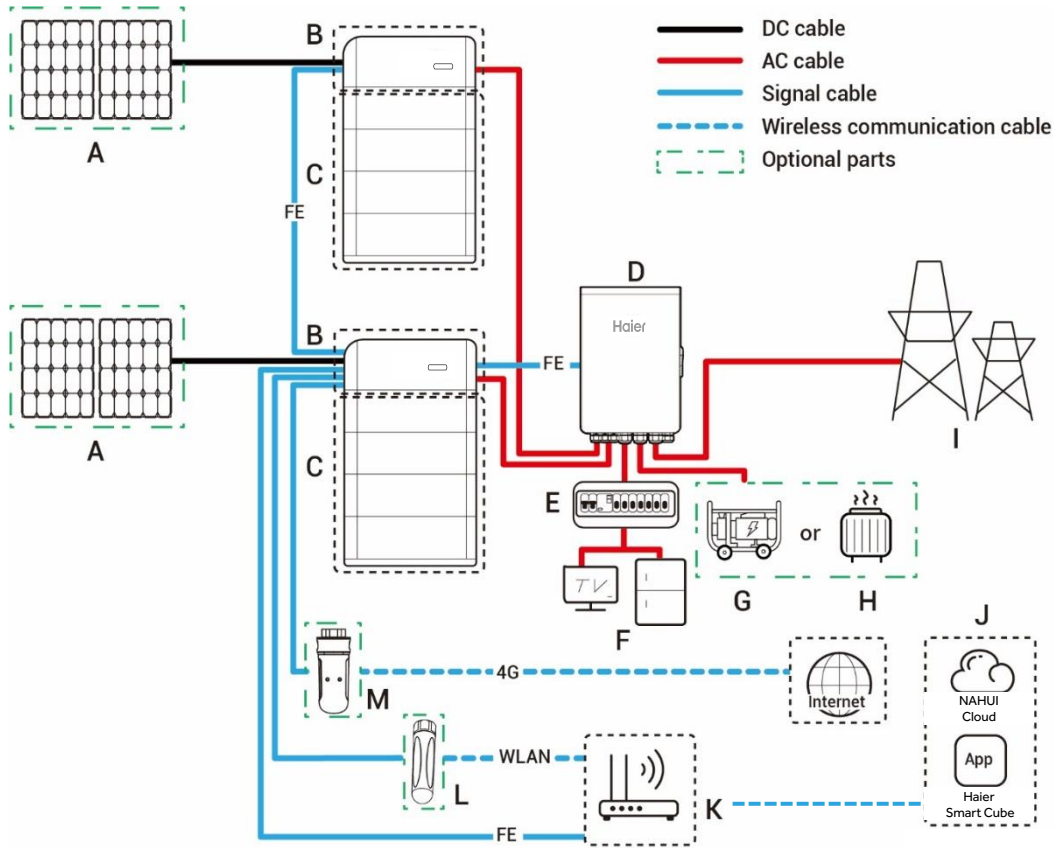 B
DC cable
AC cable
Signal cable
Wireless communication cable
Optional parts
A
C
FE
D
Haier
B
FE
A
C
I
E
or
TV
G
H
F
J
M
4G
Internet
NAHUI
Cloud
App
Haier
Smart Cube
WLAN
L
K
FE